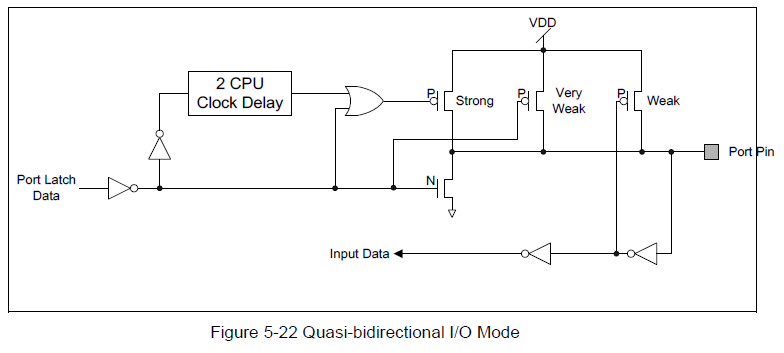 VDD
2 CPU
Clock Delay
P
Strong
P
Very
Weak
P
Weak
Port Pin
Port Latch
Data
N
Input Data
Figure 5-22 Quasi-bidirectional I/O Mode